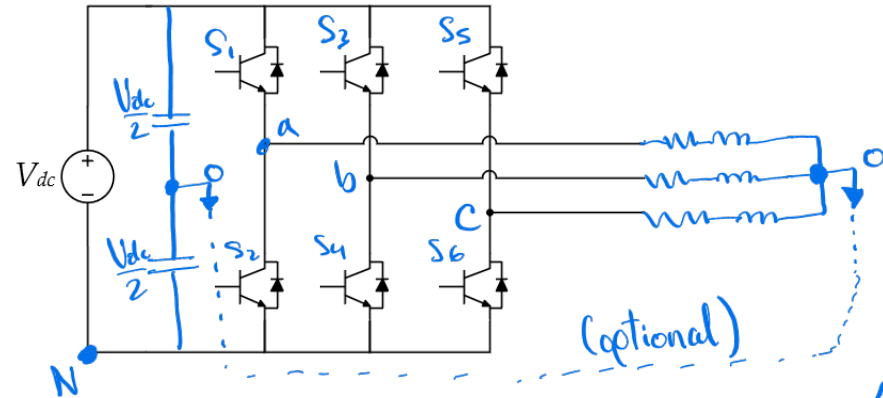 S1
S3
S5
Vdc
2
a
+
Vdc
−
O
b
O
C
S2
S4
S6
Vdc
2
(optional)
N